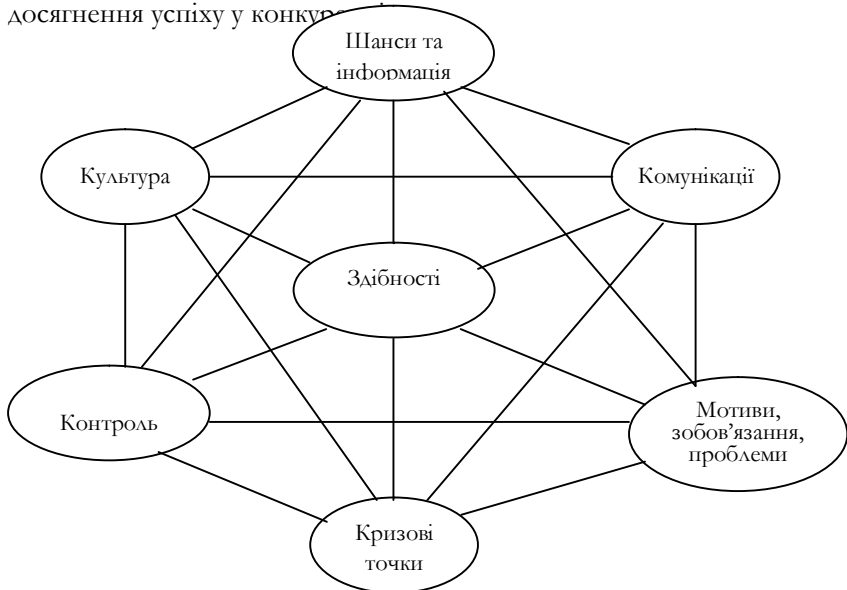 досягнення успіху у
Шанси та
інформація
Культура
Комунікації
Здібності
Контроль
Мотиви,
зобов'язання,
проблеми
Кризові
точки